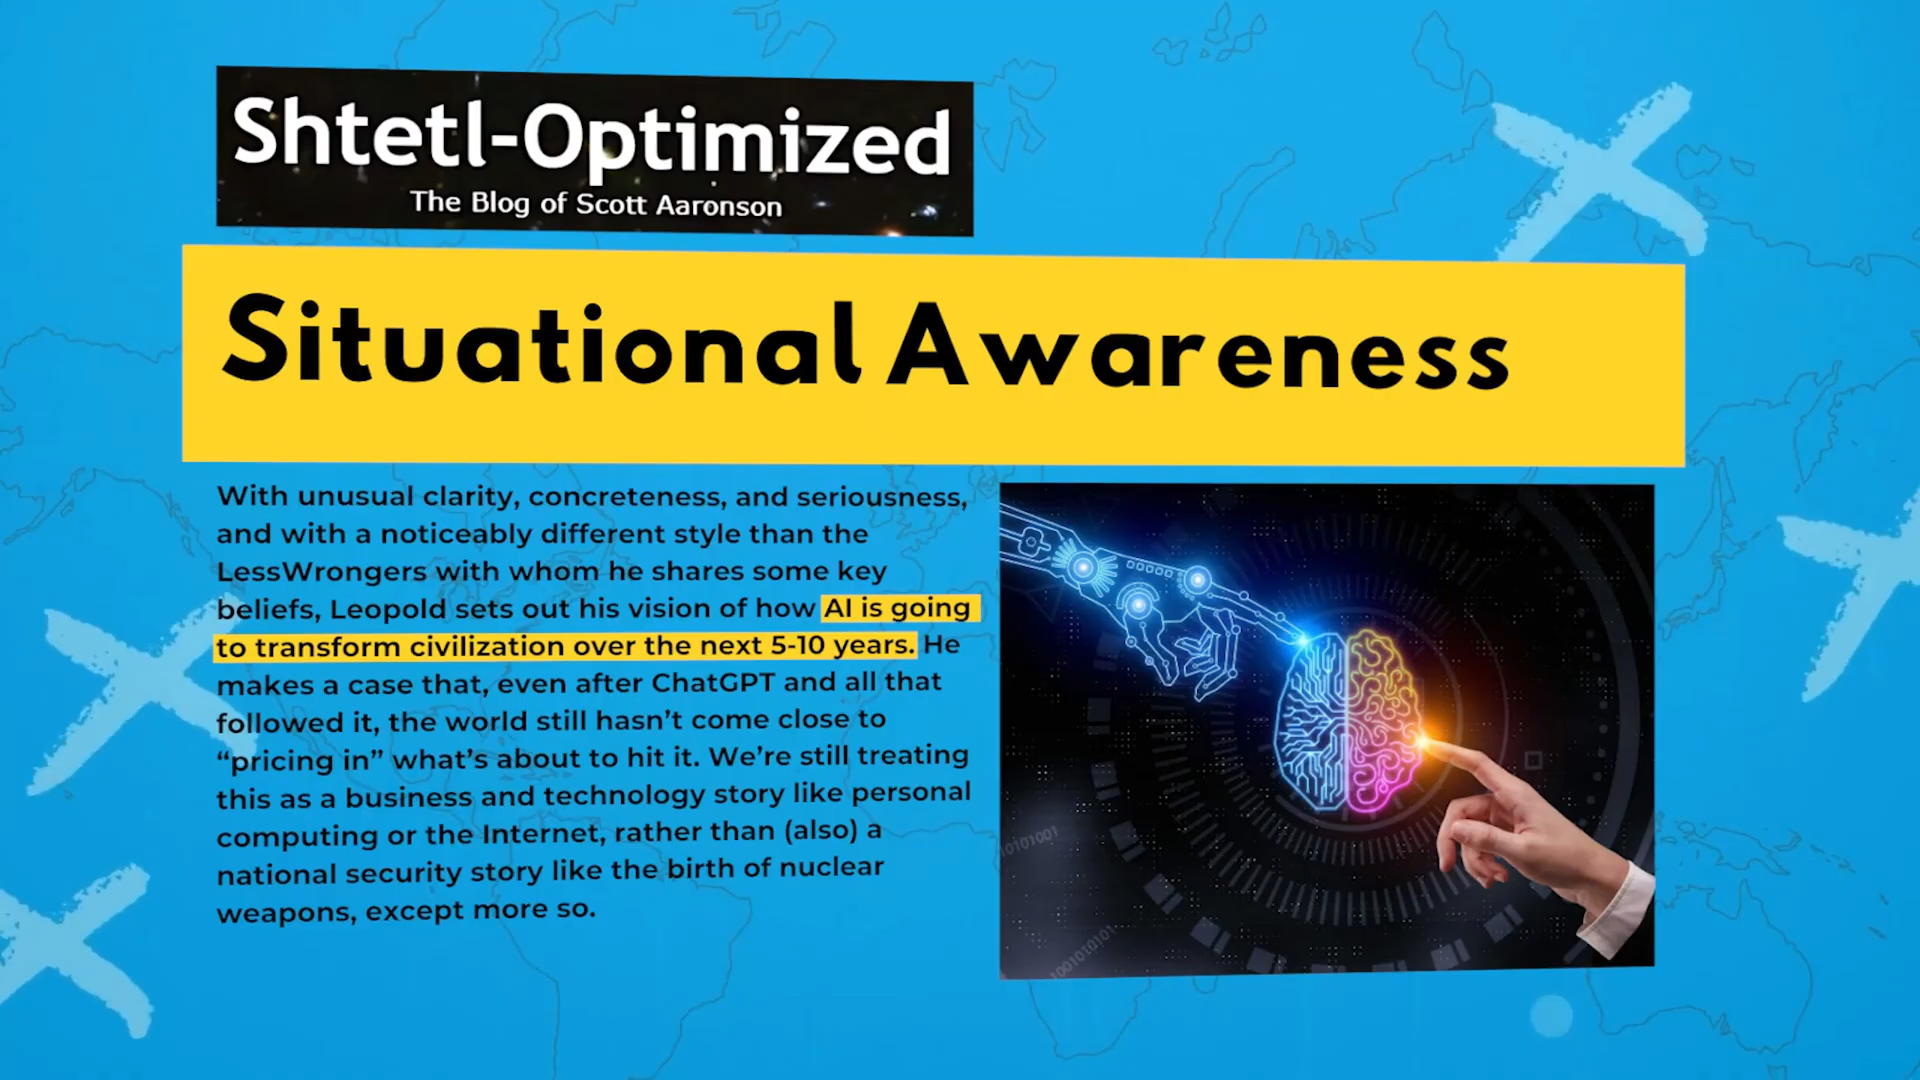 Shtetl-Optimized
The Blog of Scott Aaronson
Situational Awareness
With unusual clarity, concreteness, and seriousness,
and with a noticeably different style than the
LessWrongers with whom he shares some key
beliefs, Leopold sets out his vision of how AI is going
to transform civilization over the next 5-10 years. He
makes a case that, even after ChatGPT and all that
followed it, the world still hasn't come close to
“pricing in” what's about to hit it. We're still treating
this as a business and technology story like personal
computing or the Internet, rather than (also) a
national security story like the birth of nuclear
weapons, except more so.
10101001
1001010101